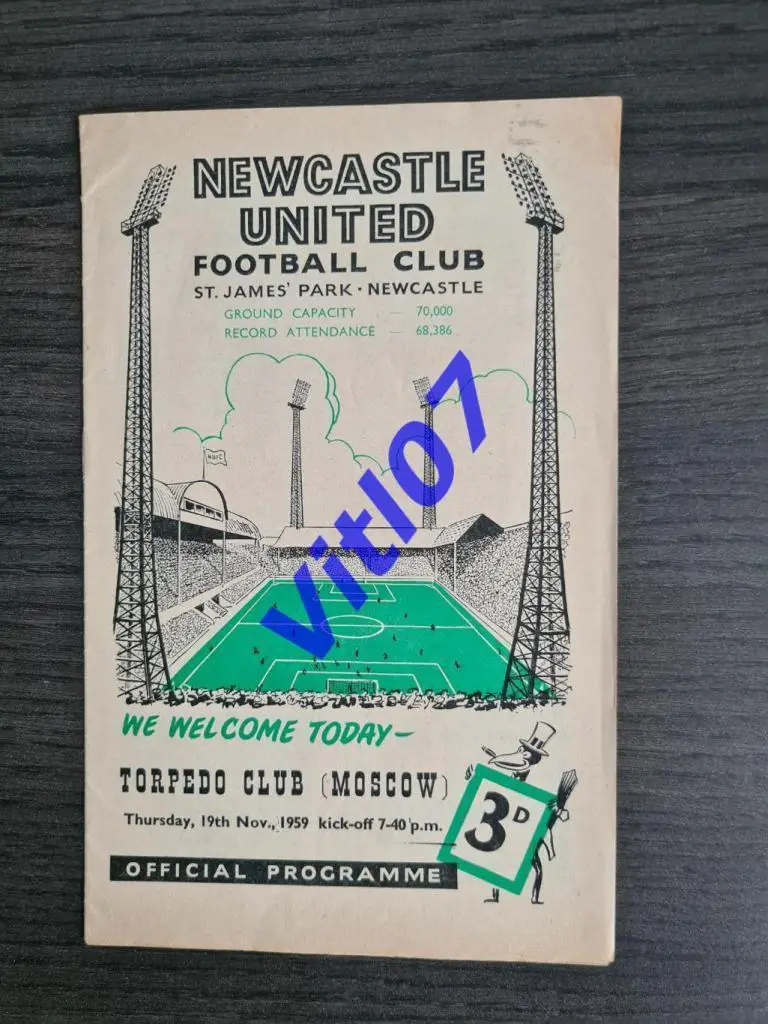 NEWCASTLE
UNITED
FOOTBALL CLUB
ST. JAMES' PARK · NEWCASTLE
GROUND CAPACITY — 70,000
RECORD ATTENDANCE — 68,386
NUFC
Vitl07
WE WELCOME TODAY—
TORPEDO CLUB (MOSCOW)
Thursday, 19th Nov., 1959 kick-off 7-40 p.m.
3D
OFFICIAL PROGRAMME